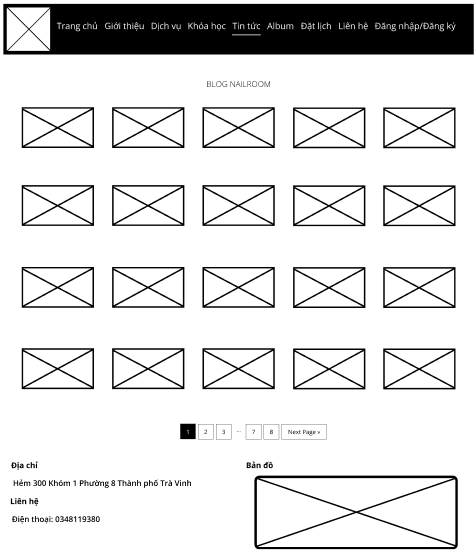 Trang chủ Giới thiệu Dịch vụ Khóa học Tin tức Album Đặt lịch Liên hệ Đăng nhập/Đăng ký
BLOG NAILROOM
1 2 3 ... 7 8 Next Page »
Địa chỉ
Hẻm 300 Khóm 1 Phường 8 Thành phố Trà Vinh
Liên hệ
Điện thoại: 0348119380
Bản đồ